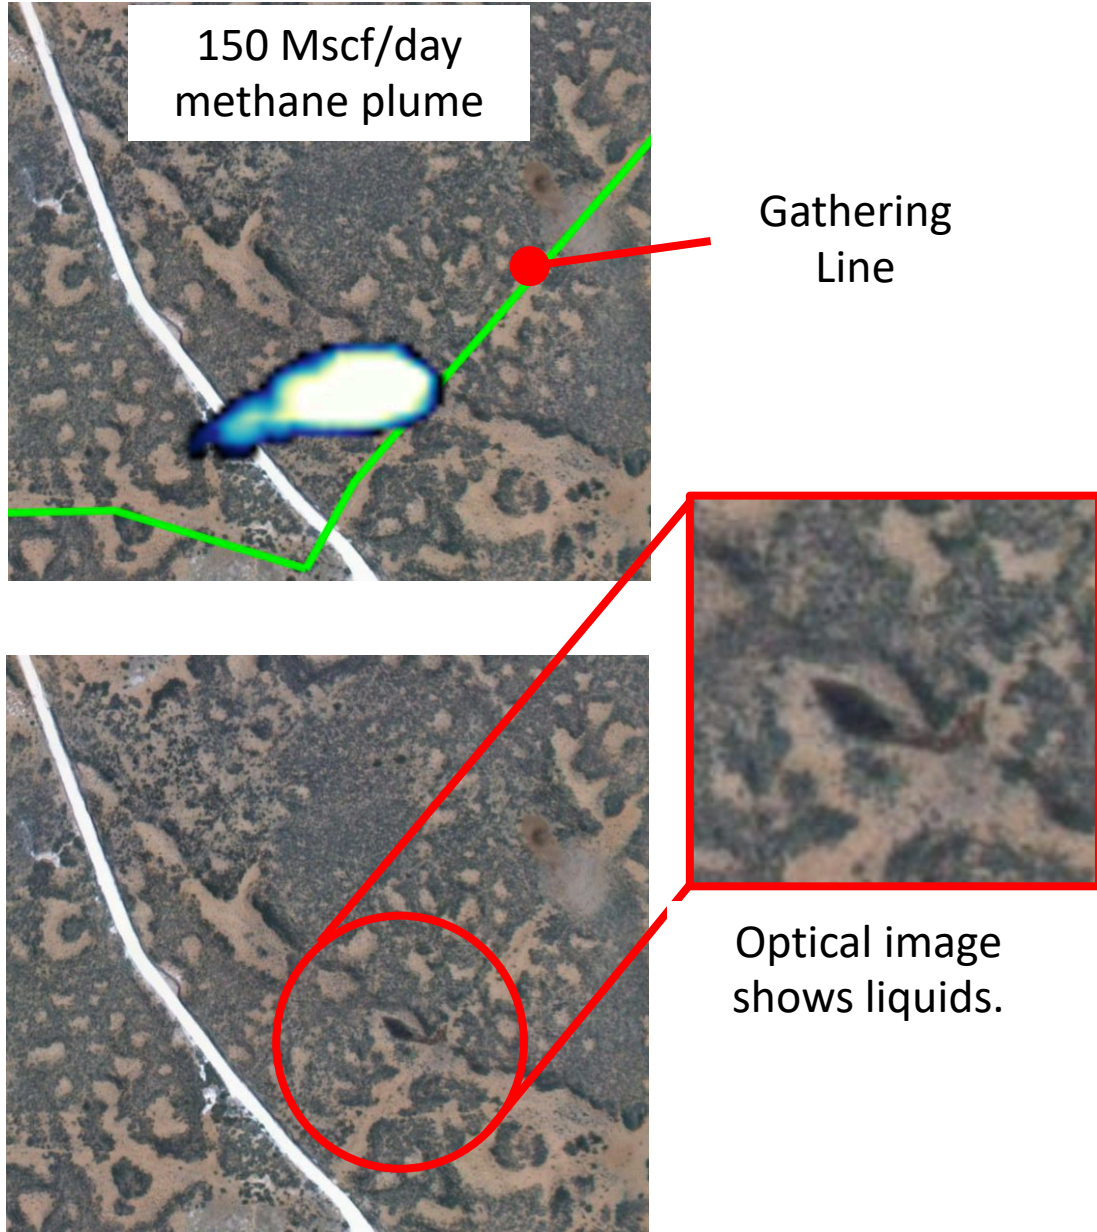 150 Mscf/day
methane plume
Gathering
Line
Optical image
shows liquids.